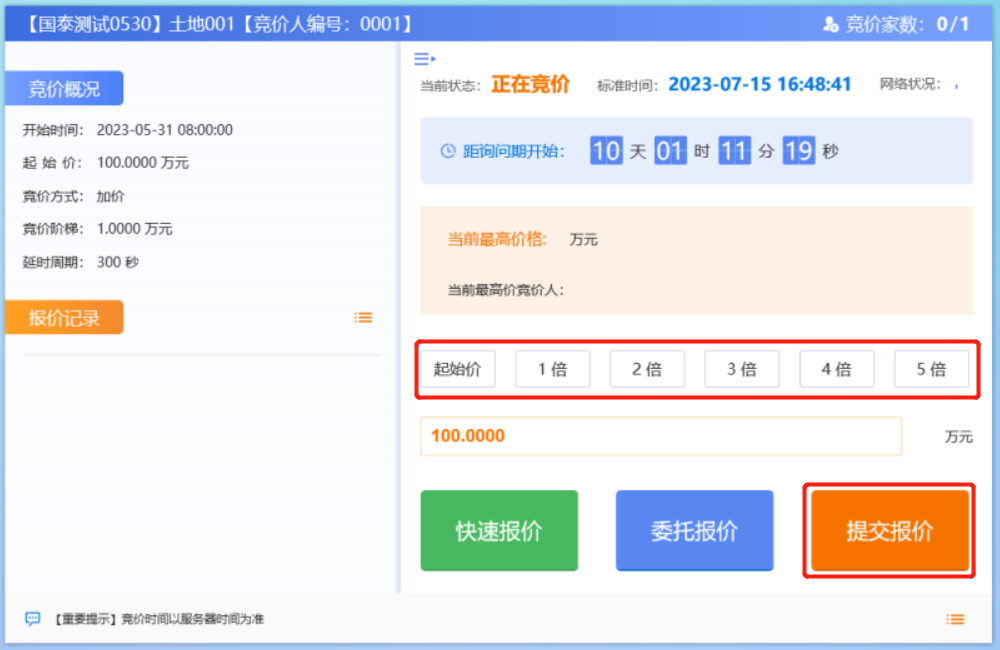 【国泰测试0530】土地001【竞价人编号：0001】 竞价家数：0/1
竞价概况
开始时间： 2023-05-31 08:00:00
起 始 价： 100.0000 万元
竞价方式： 加价
竞价阶梯： 1.0000 万元
延时周期： 300 秒
报价记录
当前状态： 正在竞价 标准时间： 2023-07-15 16:48:41 网络状况：
距询问期开始： 10 天 01 时 11 分 19 秒
当前最高价格： 万元
当前最高价竞价人：
起始价 1 倍 2 倍 3 倍 4 倍 5 倍
100.0000 万元
快速报价 委托报价 提交报价
【重要提示】竞价时间以服务器时间为准